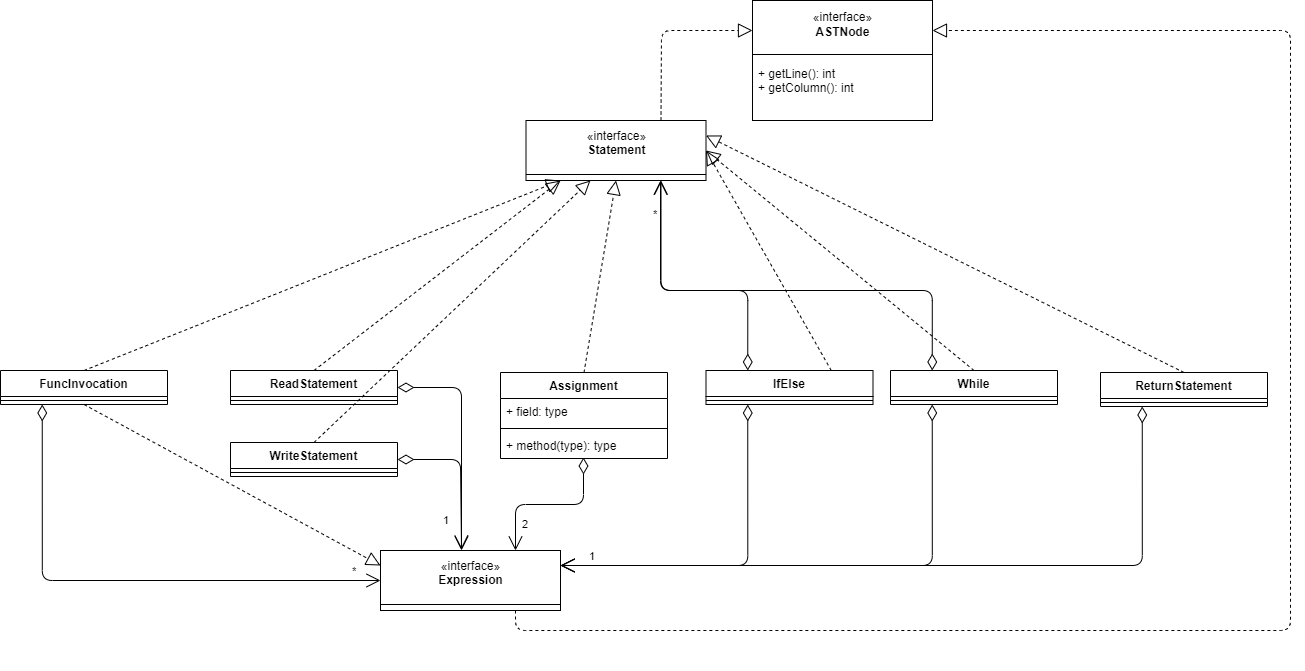 «interface»
ASTNode
+ getLine(): int
+ getColumn(): int
«interface»
Statement
*
FuncInvocation
ReadStatement
Assignment
IfElse
While
ReturnStatement
+ field: type
+ method(type): type
WriteStatement
1
2
1
*
«interface»
Expression